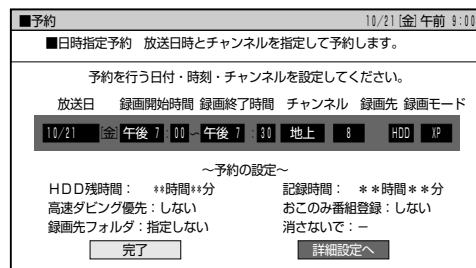 ■予約 10/21[金]午前 9:00
■日時指定予約 放送日時とチャンネルを指定して予約します。
予約を行う日付・時刻・チャンネルを設定してください。
放送日 録画開始時間 録画終了時間 チャンネル 録画先 録画モード
10/21 [金] 午後 7:00～午後 7:30 地上 8 HDD XP
～予約の設定～
HDD残時間： **時間**分 記録時間： ＊＊時間＊＊分
高速ダビング優先：しない おこのみ番組登録：しない
録画先フォルダ：指定しない 消さないで：－
完了 詳細設定へ